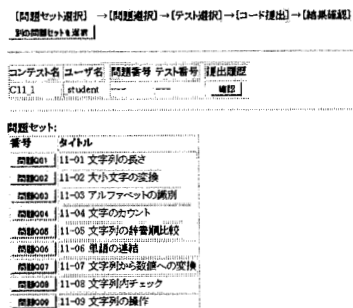 [問題セット選択] →[問題選択]→[テスト選択]→[コード提出]→[結果確認]
別の問題セットを選択
コンテスト名 ユーザ名 問題番号 テスト番号 提出履歴
C11_1 student --- --- 確認
問題セット:
番号 タイトル
問題Q01 11-01 文字列の長さ
問題Q02 11-02 大小文字の変換
問題Q03 11-03 アルファベットの識別
問題Q04 11-04 文字のカウント
問題Q05 11-05 文字列の辞書順比較
問題Q06 11-06 単語の連結
問題Q07 11-07 文字列から数値への変換
問題Q08 11-08 文字列内チェック
問題Q09 11-09 文字列の操作